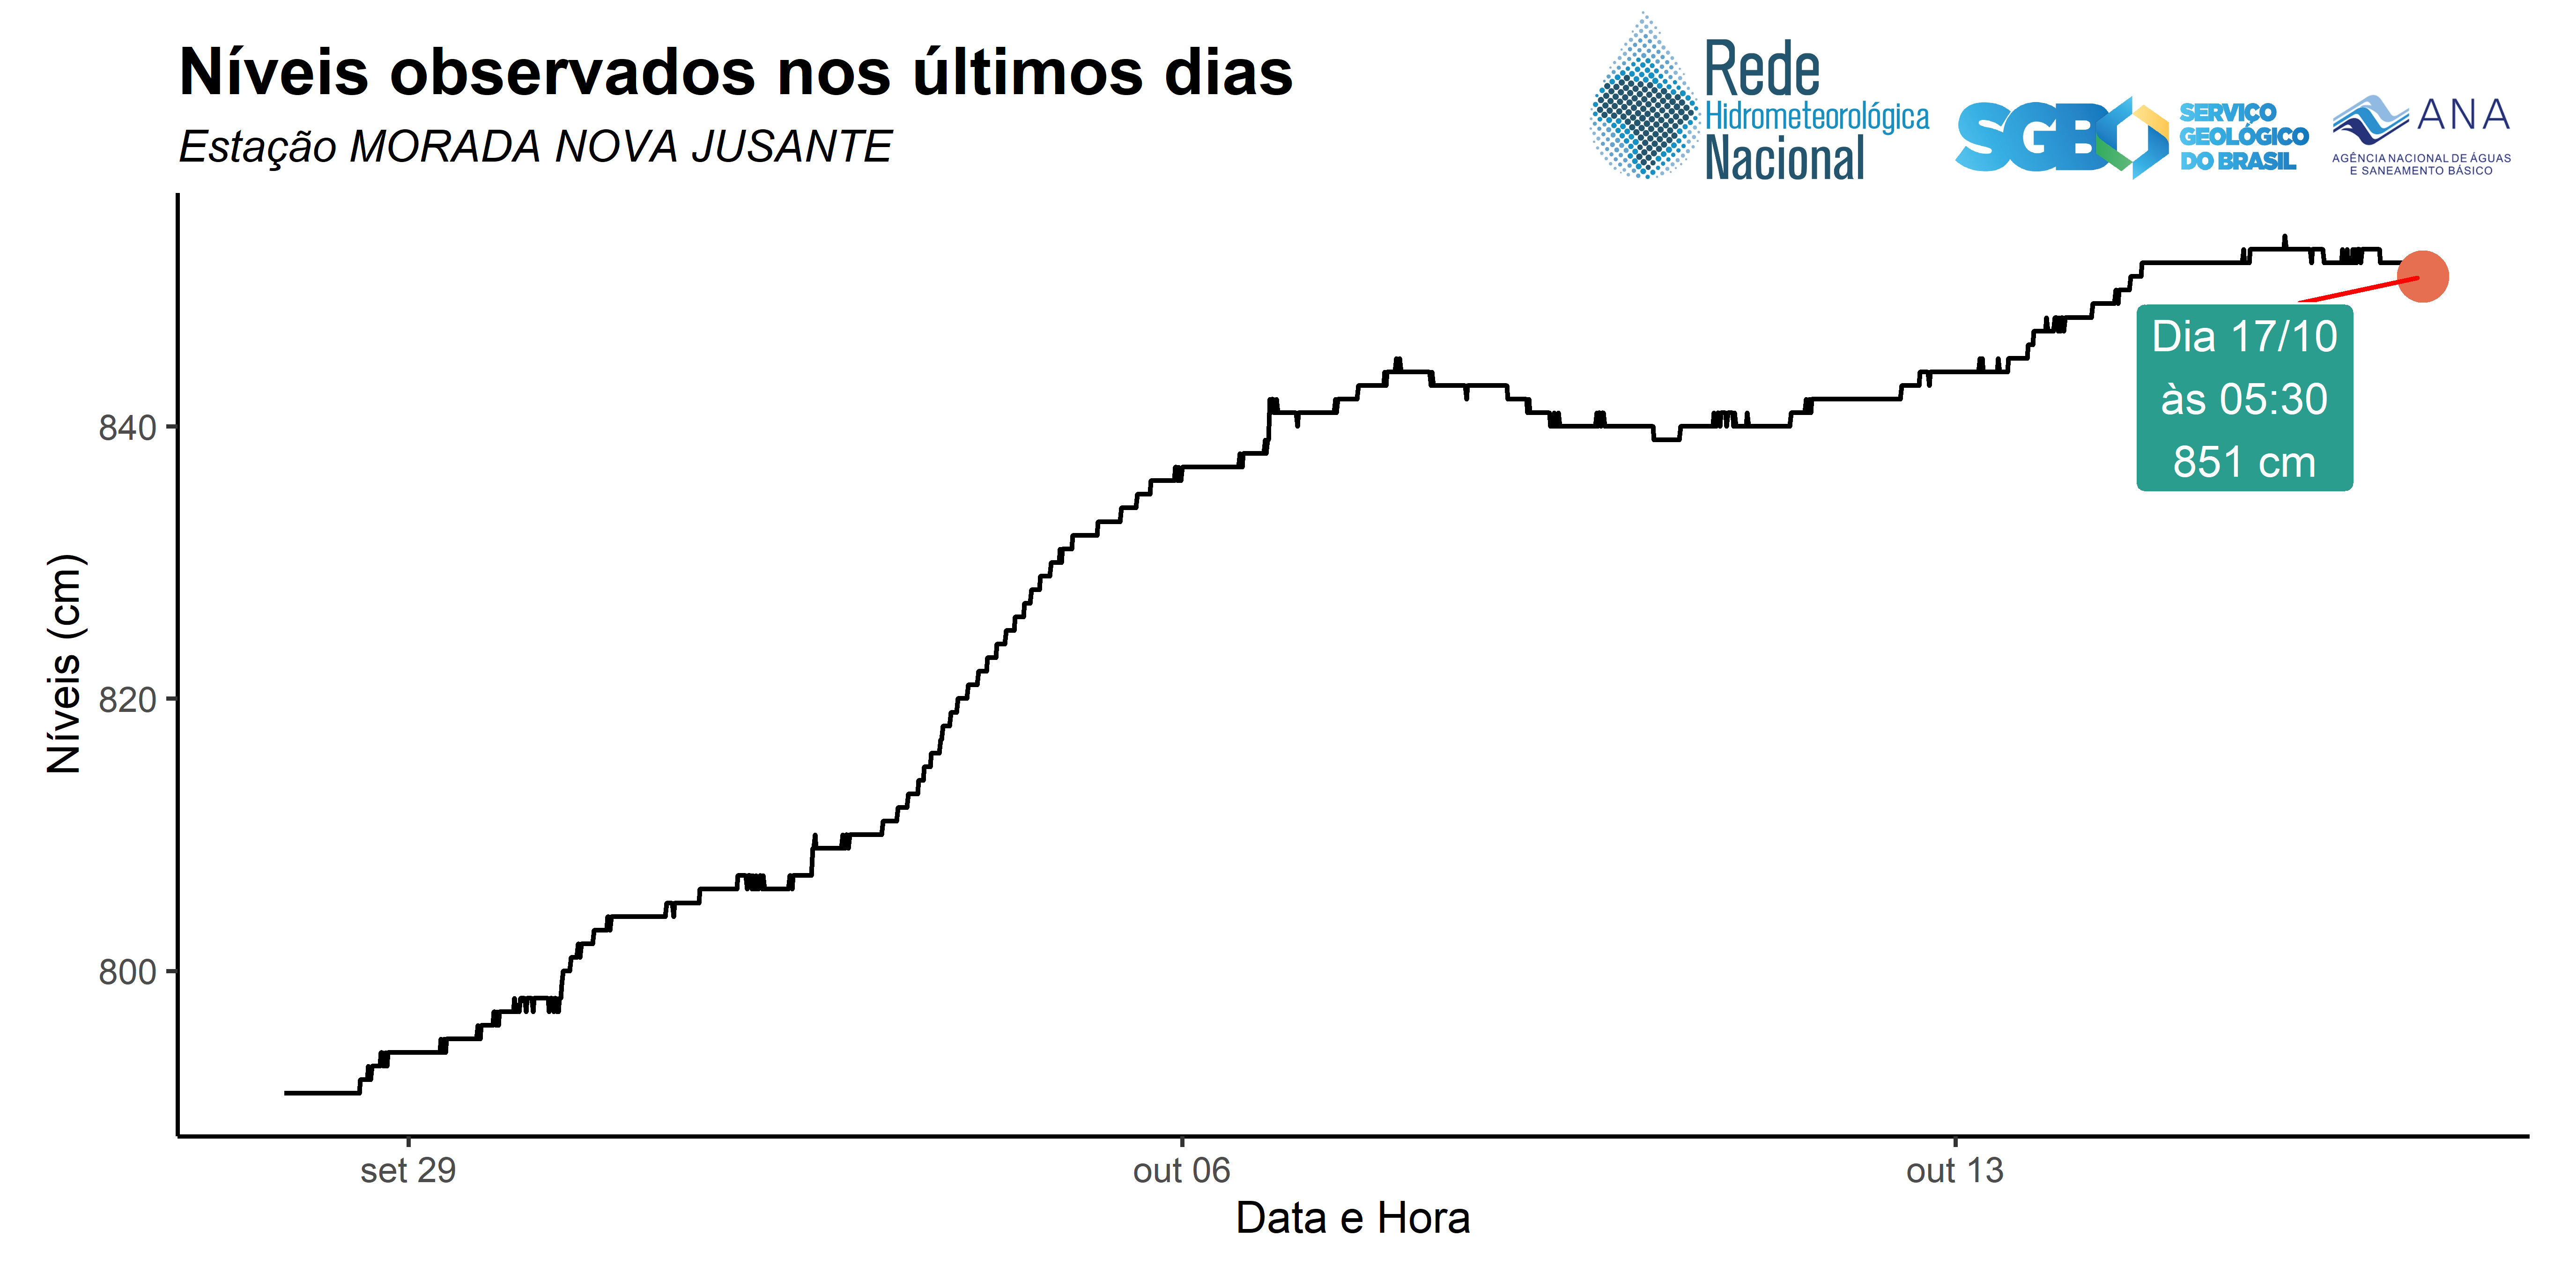 Níveis observados nos últimos dias
Estação MORADA NOVA JUSANTE
Rede
Hidrometeorológica
Nacional
SGB
SERVIÇO
GEOLÓGICO
DO BRASIL
ANA
AGÊNCIA NACIONAL DE ÁGUAS
E SANEAMENTO BÁSICO
Níveis (cm)
840
820
800
Dia 17/10
às 05:30
851 cm
set 29
out 06
out 13
Data e Hora